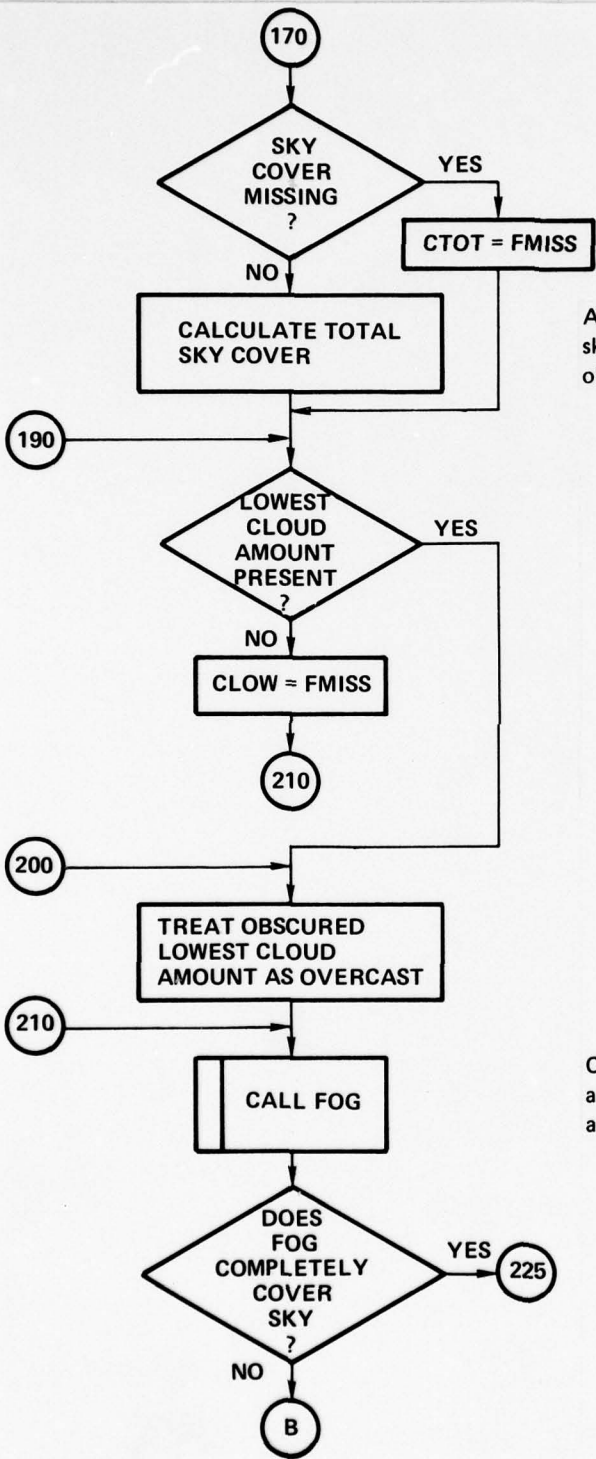 170
SKY
COVER
MISSING
?
YES
CTOT = FMISS
NO
CALCULATE TOTAL
SKY COVER
A
sk
o
190
LOWEST
CLOUD
AMOUNT
PRESENT
?
YES
NO
CLOW = FMISS
210
200
TREAT OBSCURED
LOWEST CLOUD
AMOUNT AS OVERCAST
210
CALL FOG
C
a
a
DOES
FOG
COMPLETELY
COVER
SKY
?
YES
225
NO
B